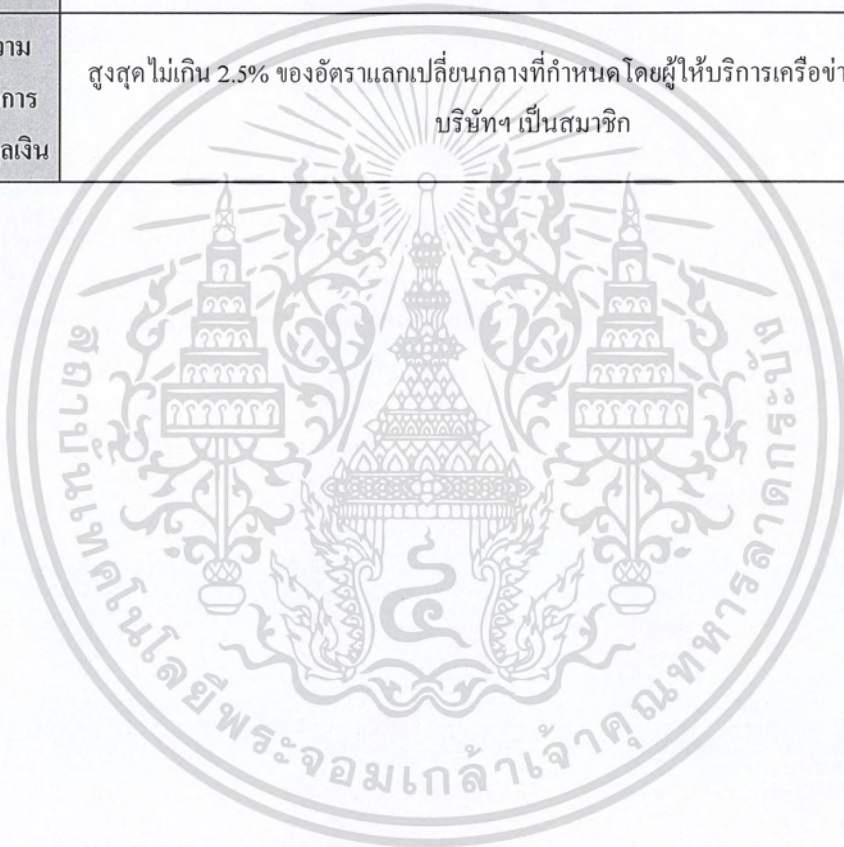 สูงสุดไม่เกิน 2.5% ของอัตราแลกเปลี่ยนกลางที่กำหนดโดยผู้ให้บริการเครือข่า
บริษัทฯ เป็นสมาชิก
การ
ลเงิน
สถาบันเทคโนโลยีพระจอมเกล้าเจ้าคุณทหารลาดกระบัง
๔